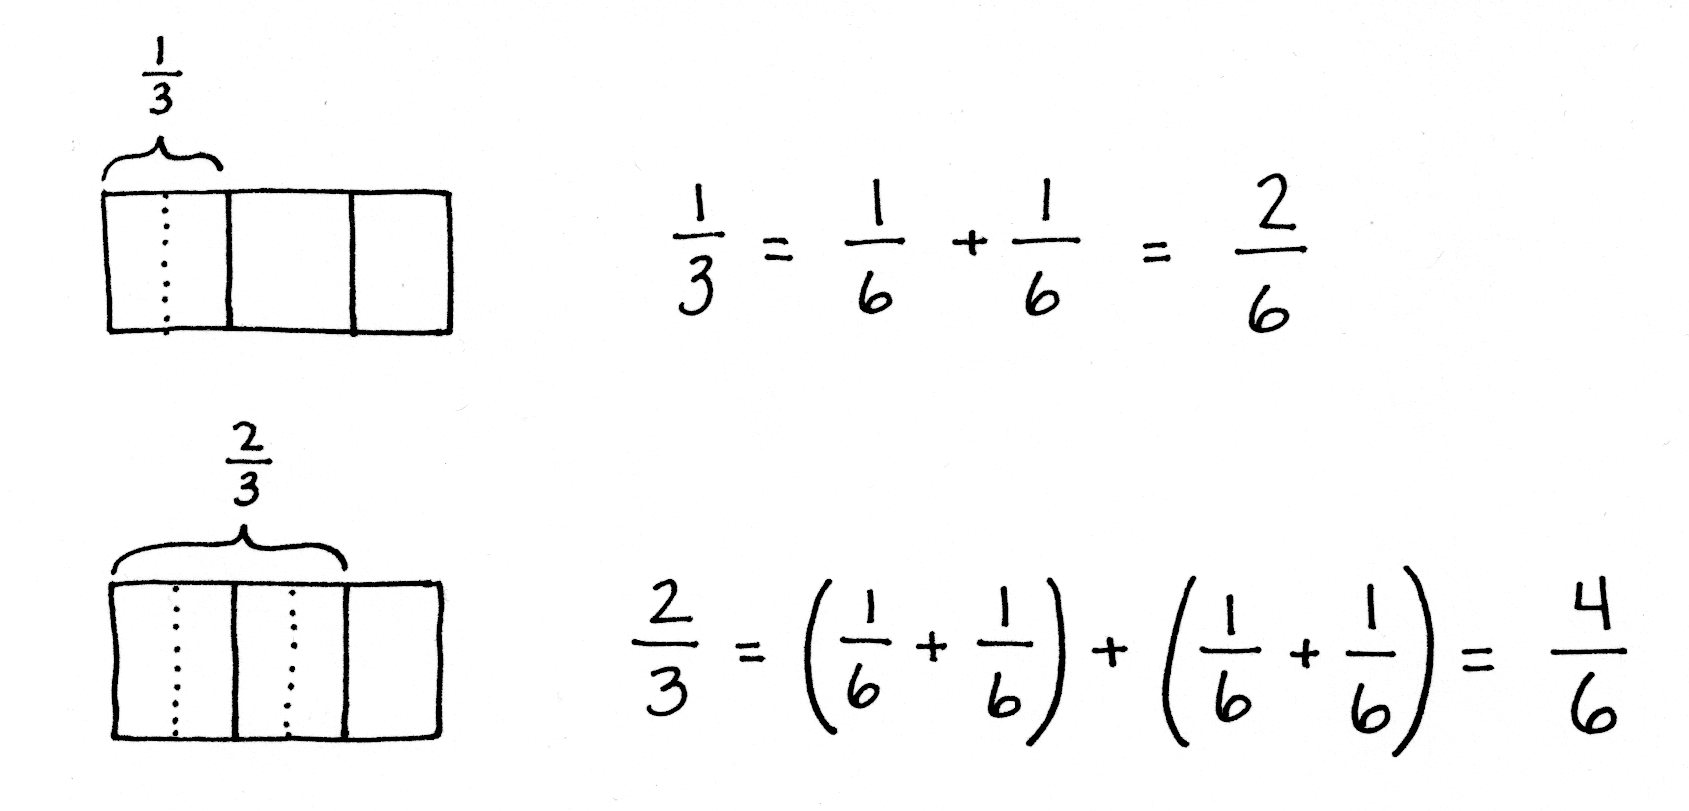 1/3
1/3 = 1/6 + 1/6 = 2/6
2/3
2/3 = (1/6 + 1/6) + (1/6 + 1/6) = 4/6